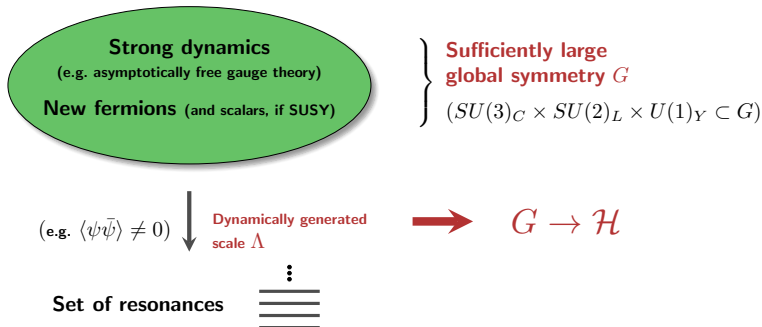 Strong dynamics
(e.g. asymptotically free gauge theory)
New fermions (and scalars, if SUSY)
Sufficiently large
global symmetry G
(SU(3)_C × SU(2)_L × U(1)_Y ⊂ G)
(e.g. ⟨ψψ̄⟩ ≠ 0)
Dynamically generated
scale Λ
G → ℋ
Set of resonances